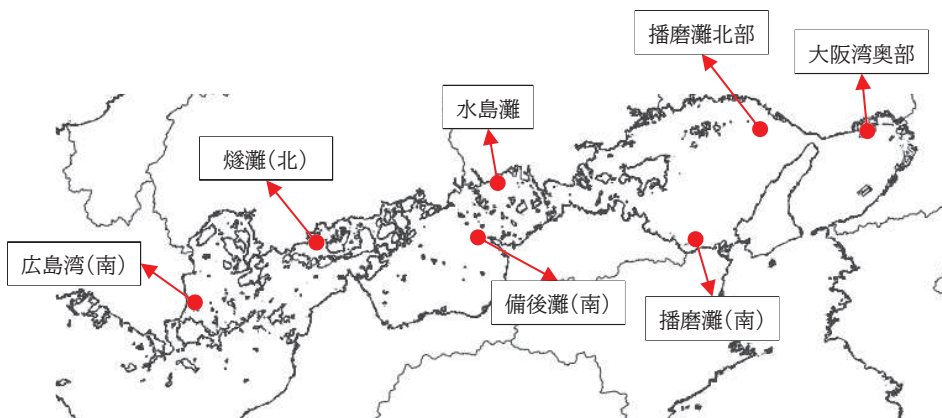 播磨灘北部
大阪湾奥部
水島灘
燧灘(北)
広島湾(南)
備後灘(南)
播磨灘(南)